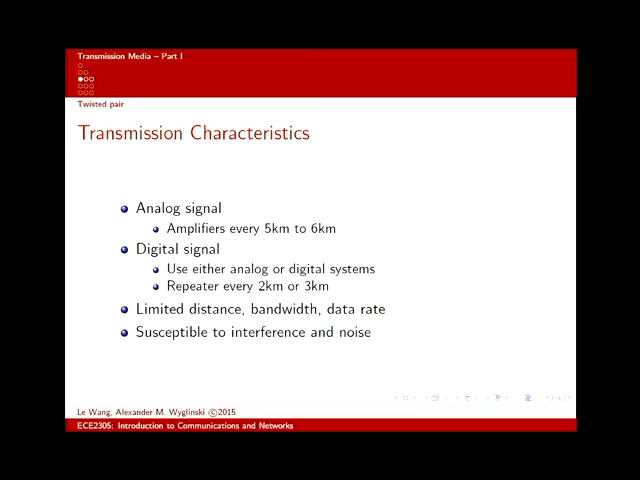 Transmission Media – Part I
Twisted pair
Transmission Characteristics
Analog signal
Amplifiers every 5km to 6km
Digital signal
Use either analog or digital systems
Repeater every 2km or 3km
Limited distance, bandwidth, data rate
Susceptible to interference and noise
Le Wang, Alexander M. Wyglinski ©2015
ECE2305: Introduction to Communications and Networks